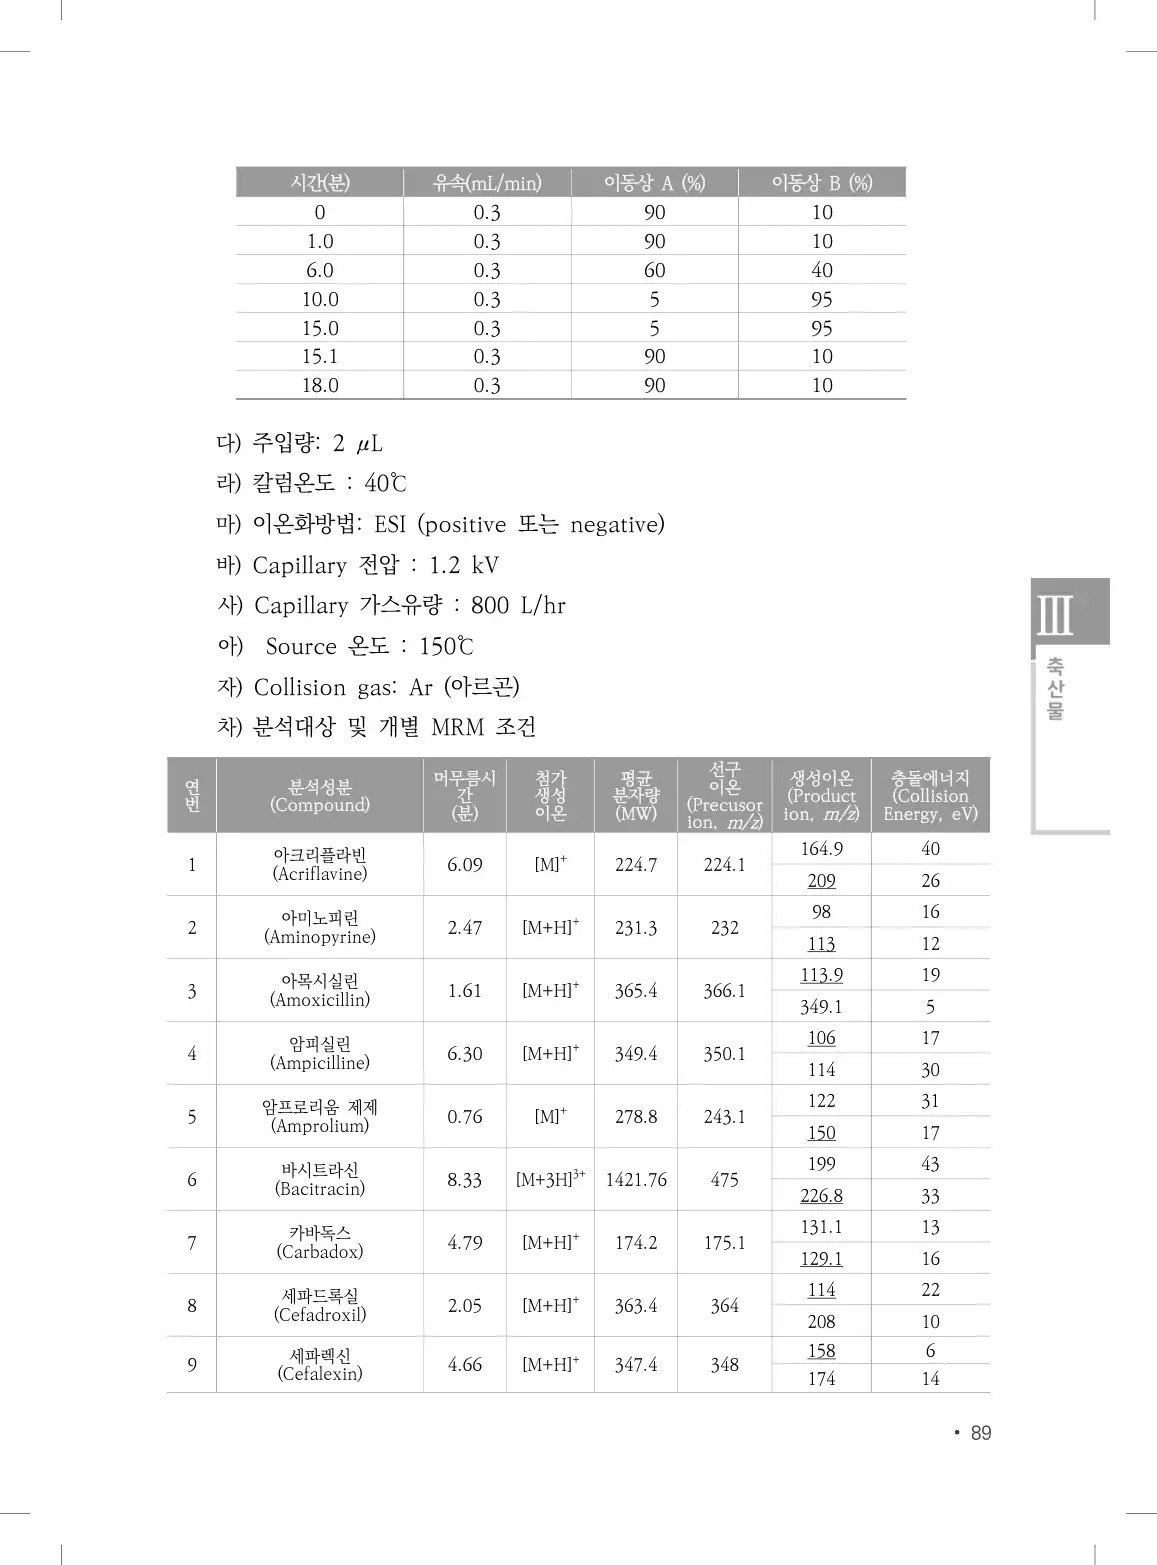 시간(분) 유속(mL/min) 이동상 A (%) 이동상 B (%)
0 0.3 90 10
1.0 0.3 90 10
6.0 0.3 60 40
10.0 0.3 5 95
15.0 0.3 5 95
15.1 0.3 90 10
18.0 0.3 90 10
다) 주입량: 2 μL
라) 칼럼온도 : 40℃
마) 이온화방법: ESI (positive 또는 negative)
바) Capillary 전압 : 1.2 kV
사) Capillary 가스유량 : 800 L/hr
아) Source 온도 : 150℃
자) Collision gas: Ar (아르곤)
차) 분석대상 및 개별 MRM 조건
연번 분석성분 (Compound) 머무름시간 (분) 첨가 생성 이온 평균 분자량 (MW) 선구 이온 (Precusor ion, m/z) 생성이온 (Product ion, m/z) 충돌에너지 (Collision Energy, eV)
1 아크리플라빈 (Acriflavine) 6.09 [M]⁺ 224.7 224.1 164.9 40
209 26
2 아미노피린 (Aminopyrine) 2.47 [M+H]⁺ 231.3 232 98 16
113 12
3 아목시실린 (Amoxicillin) 1.61 [M+H]⁺ 365.4 366.1 113.9 19
349.1 5
4 암피실린 (Ampicilline) 6.30 [M+H]⁺ 349.4 350.1 106 17
114 30
5 암프로리움 제제 (Amprolium) 0.76 [M]⁺ 278.8 243.1 122 31
150 17
6 바시트라신 (Bacitracin) 8.33 [M+3H]³⁺ 1421.76 475 199 43
226.8 33
7 카바독스 (Carbadox) 4.79 [M+H]⁺ 174.2 175.1 131.1 13
129.1 16
8 세파드록실 (Cefadroxil) 2.05 [M+H]⁺ 363.4 364 114 22
208 10
9 세파렉신 (Cefalexin) 4.66 [M+H]⁺ 347.4 348 158 6
174 14
Ⅲ
축산물
• 89